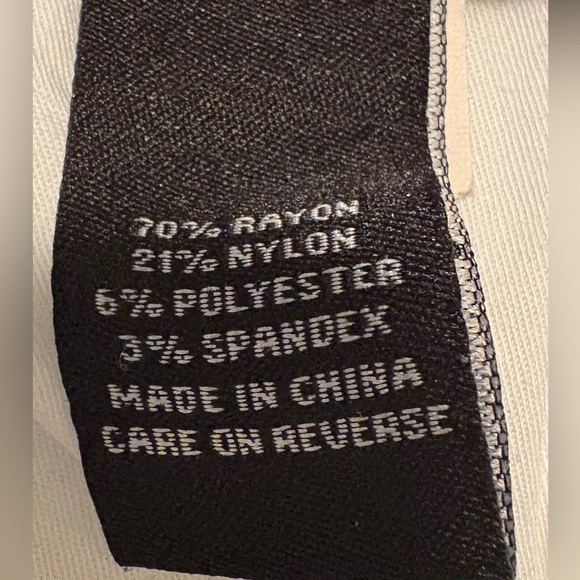 70% RAYON
21% NYLON
6% POLYESTER
3% SPANDEX
MADE IN CHINA
CARE ON REVERSE